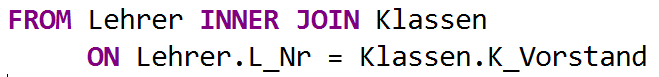 FROM Lehrer INNER JOIN Klassen
ON Lehrer.L_Nr = Klassen.K_Vorstand